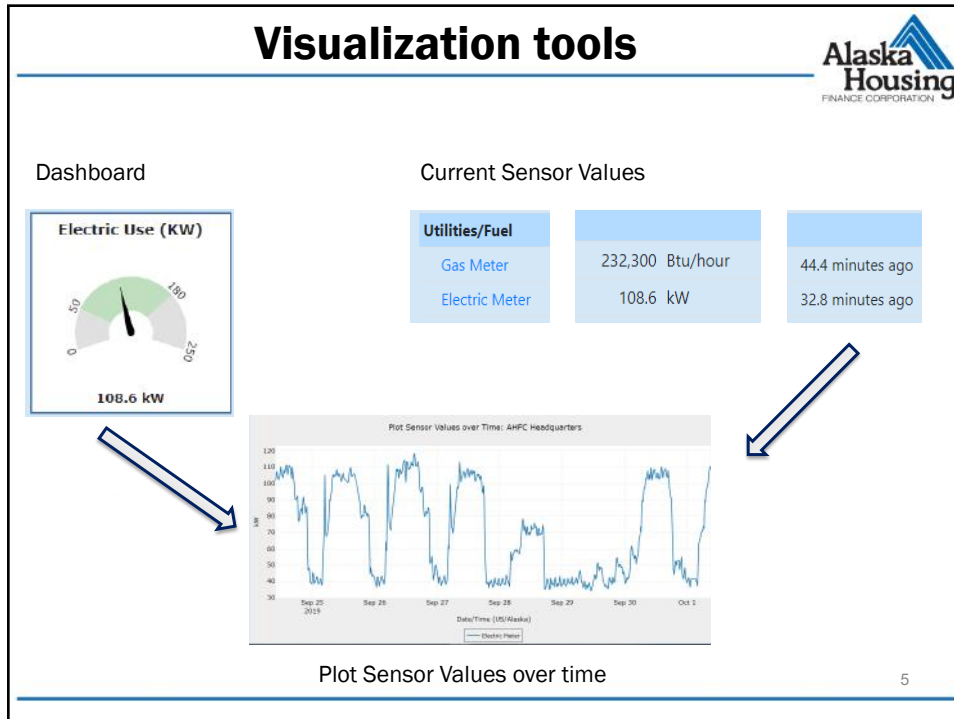 Visualization tools
Alaska
Housing
FINANCE CORPORATION
Dashboard
Current Sensor Values
Electric Use (KW)
0
50
180
250
108.6 kW
Utilities/Fuel
Gas Meter 232,300 Btu/hour 44.4 minutes ago
Electric Meter 108.6 kW 32.8 minutes ago
Plot Sensor Values over Time: AHFC Headquarters
120
110
100
90
80
70
60
50
40
30
kW
Sep 25 Sep 26 Sep 27 Sep 28 Sep 29 Sep 30 Oct 1
2019
Date/Time (US/Alaska)
Electric Meter
Plot Sensor Values over time
5